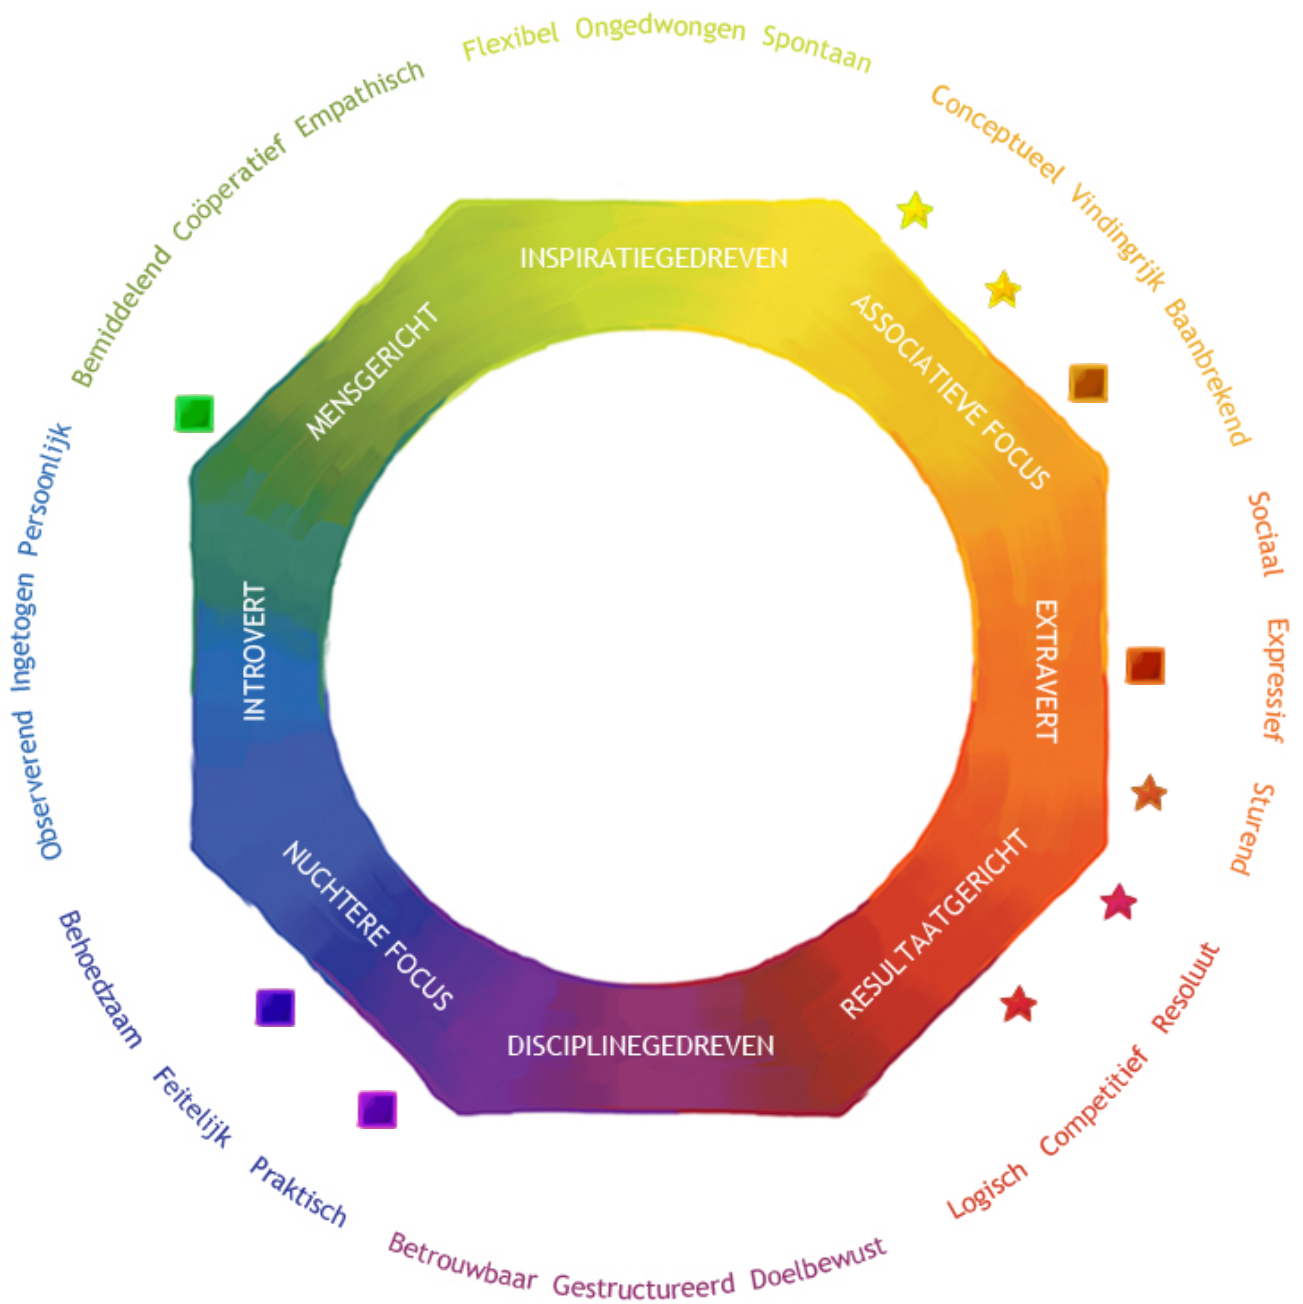 Flexibel Ongedwongen Spontaan
Conceptueel Vindingrijk Baanbrekend
Sociaal Expressief Sturend
Resoluut Competitief Logisch
Betrouwbaar Gestructureerd Doelbewust
Behoedzaam Feitelijk Praktisch
Observerend Ingetogen Persoonlijk
Bemiddelend Coöperatief Empathisch
INSPIRATIEGEDREVEN
ASSOCIATIEVE FOCUS
EXTRAVERT
RESULTAATGERICHT
DISCIPLINEGEDREVEN
NUCHTERE FOCUS
INTROVERT
MENSGERICHT